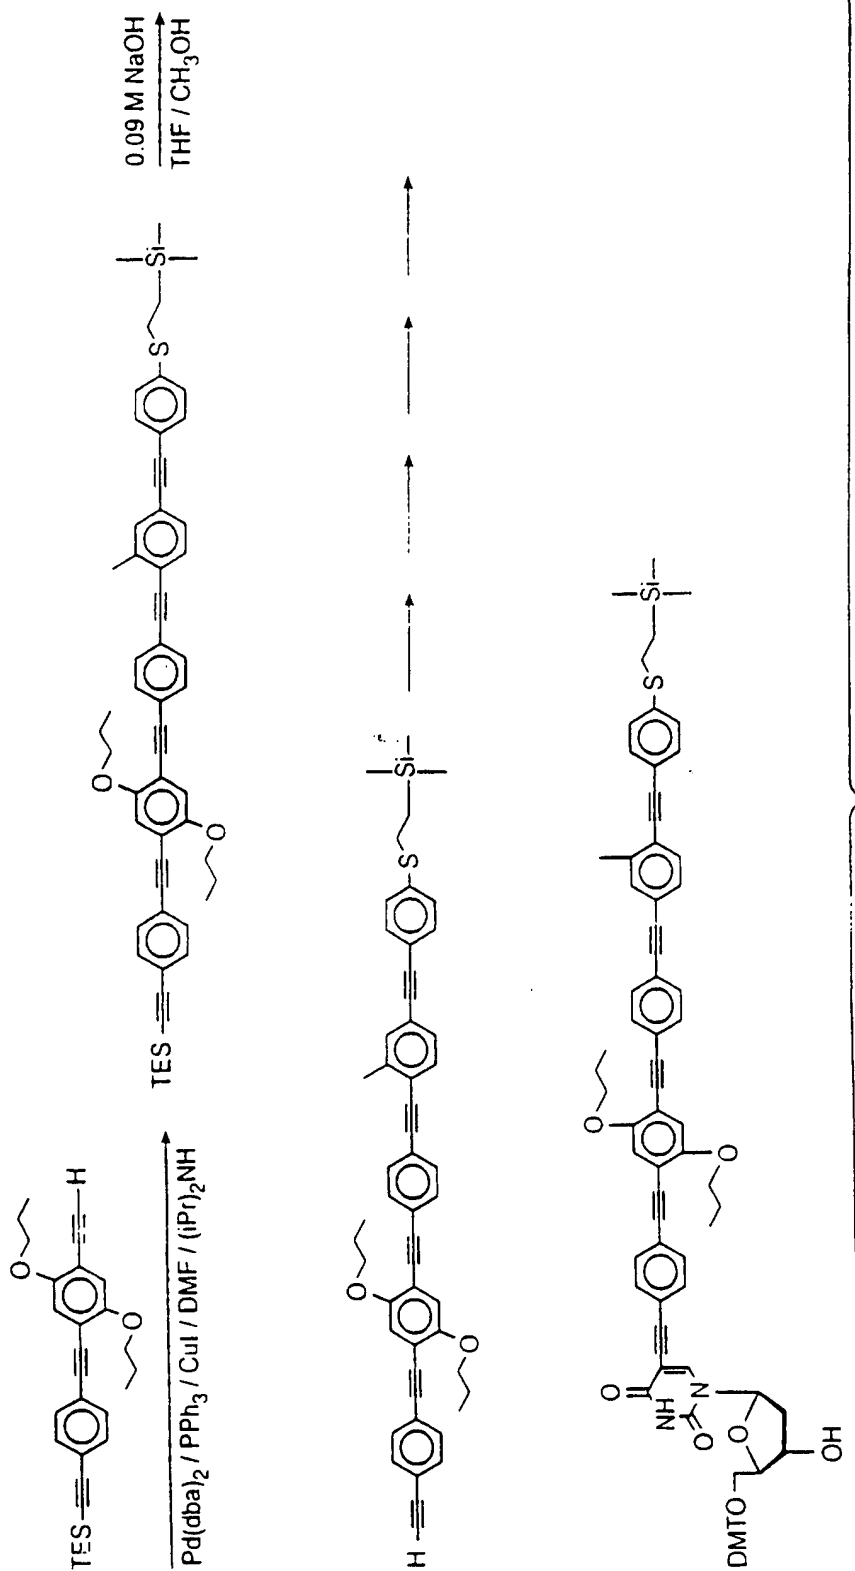 TES
H
O
O
Pd(dba)2 / PPh3 / CuI / DMF / (iPr)2NH
TES
O
O
S
Si
0.09 M NaOH
THF / CH3OH
H
O
O
S
Si
DMTO
O
OH
O
NH
O
N
O
O
S
Si